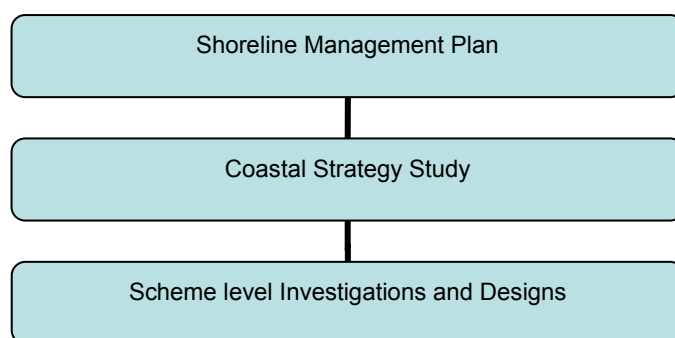 Shoreline Management Plan
Coastal Strategy Study
Scheme level Investigations and Designs